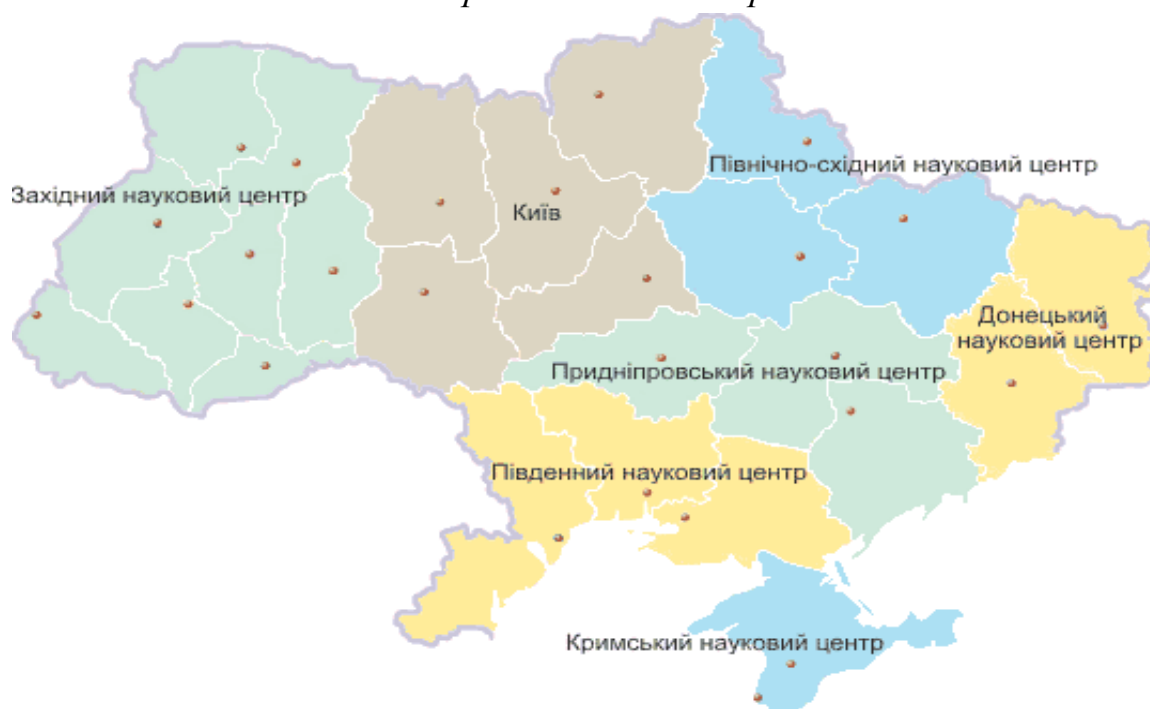 Північно-східний науковий центр
Західний науковий центр
Київ
Донецький
науковий центр
Придніпровський науковий центр
Південний науковий центр
Кримський науковий центр